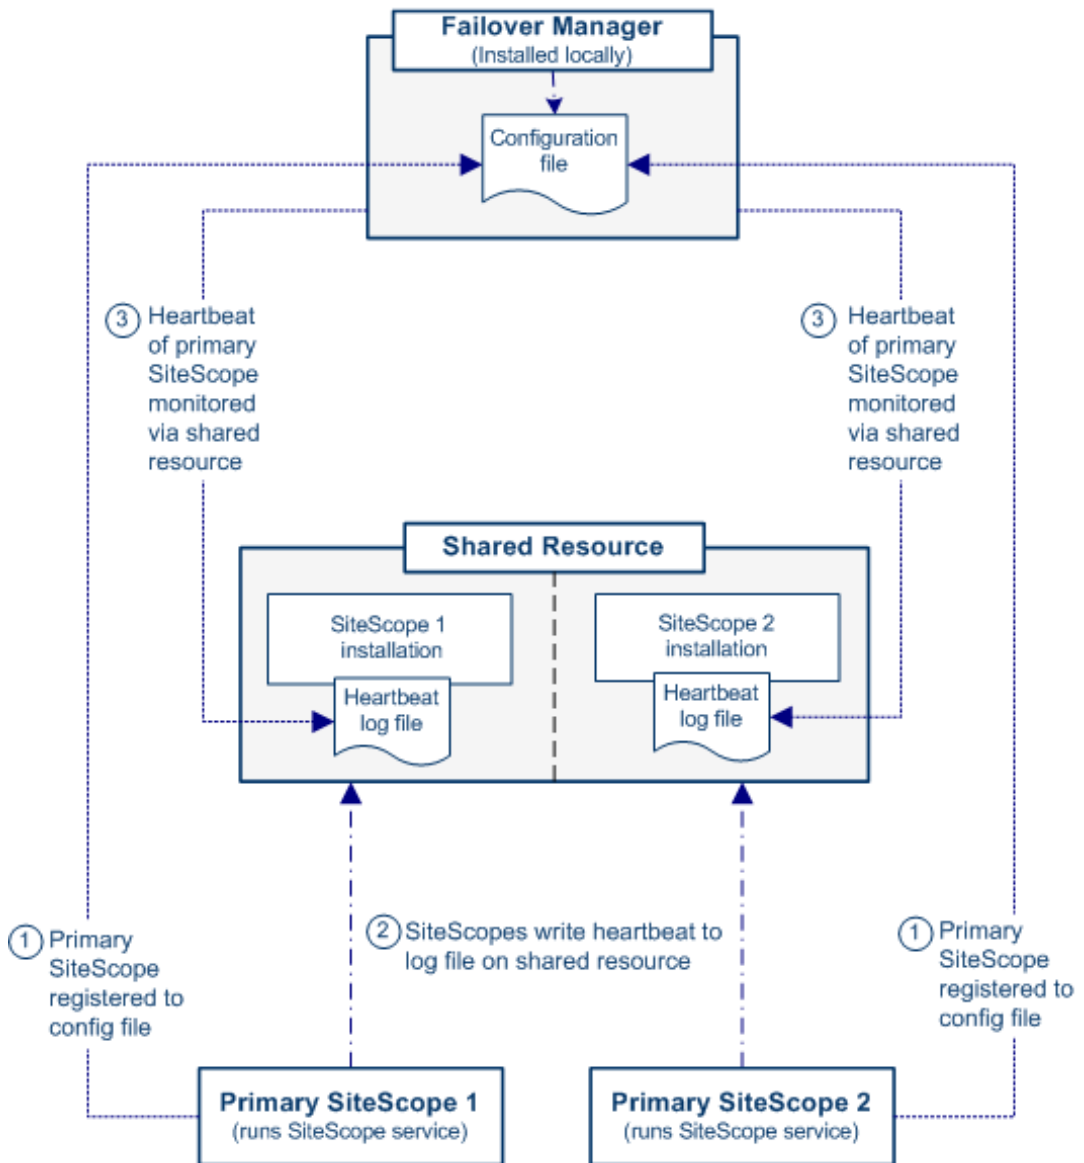 Failover Manager
(Installed locally)
Configuration
file
3
Heartbeat
of primary
SiteScope
monitored
via shared
resource
3
Heartbeat
of primary
SiteScope
monitored
via shared
resource
Shared Resource
SiteScope 1
installation
Heartbeat
log file
SiteScope 2
installation
Heartbeat
log file
1
Primary
SiteScope
registered to
config file
2
SiteScopes write heartbeat to
log file on shared resource
1
Primary
SiteScope
registered to
config file
Primary SiteScope 1
(runs SiteScope service)
Primary SiteScope 2
(runs SiteScope service)